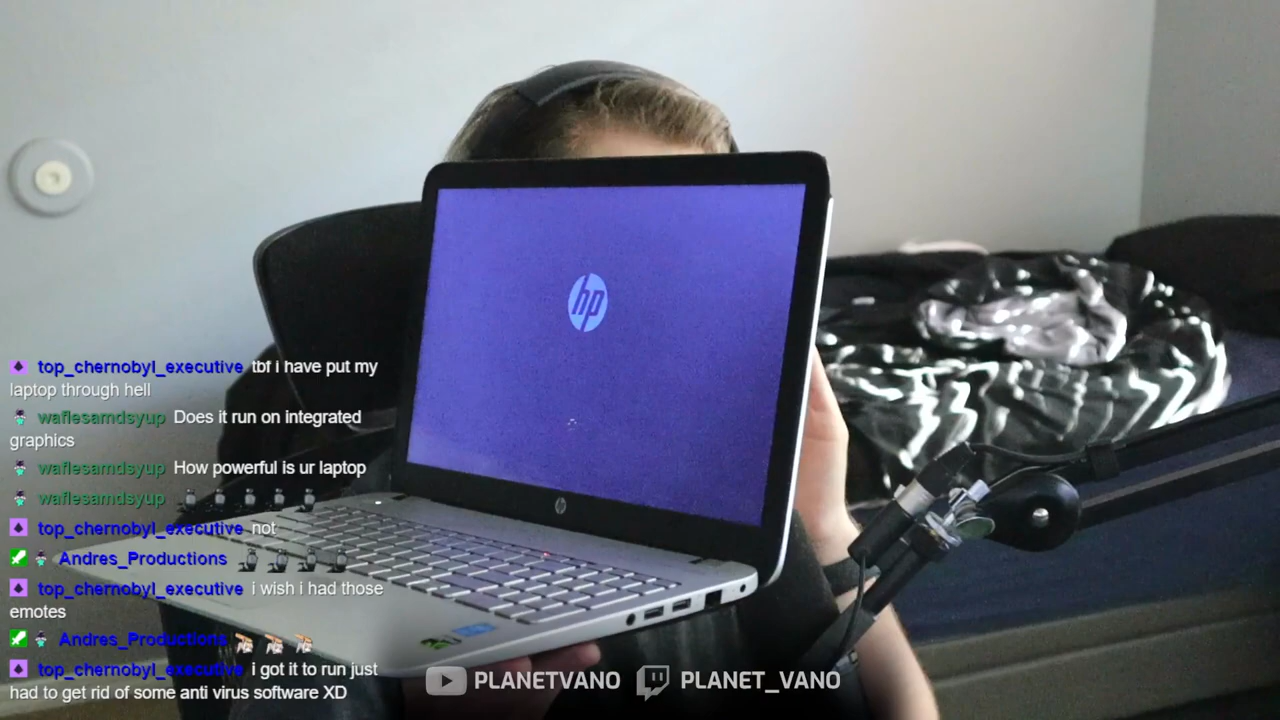 hp
hp
top_chernobyl_executive tbf i have put my
laptop through hell
waflesamdsyup Does it run on integrated
graphics
waflesamdsyup How powerful is ur laptop
waflesamdsyup
top_chernobyl_executive not
Andres_Productions
top_chernobyl_executive i wish i had those
emotes
Andres_Productions
top_chernobyl_executive i got it to run just
had to get rid of some anti virus software XD
PLANETVANO PLANET_VANO